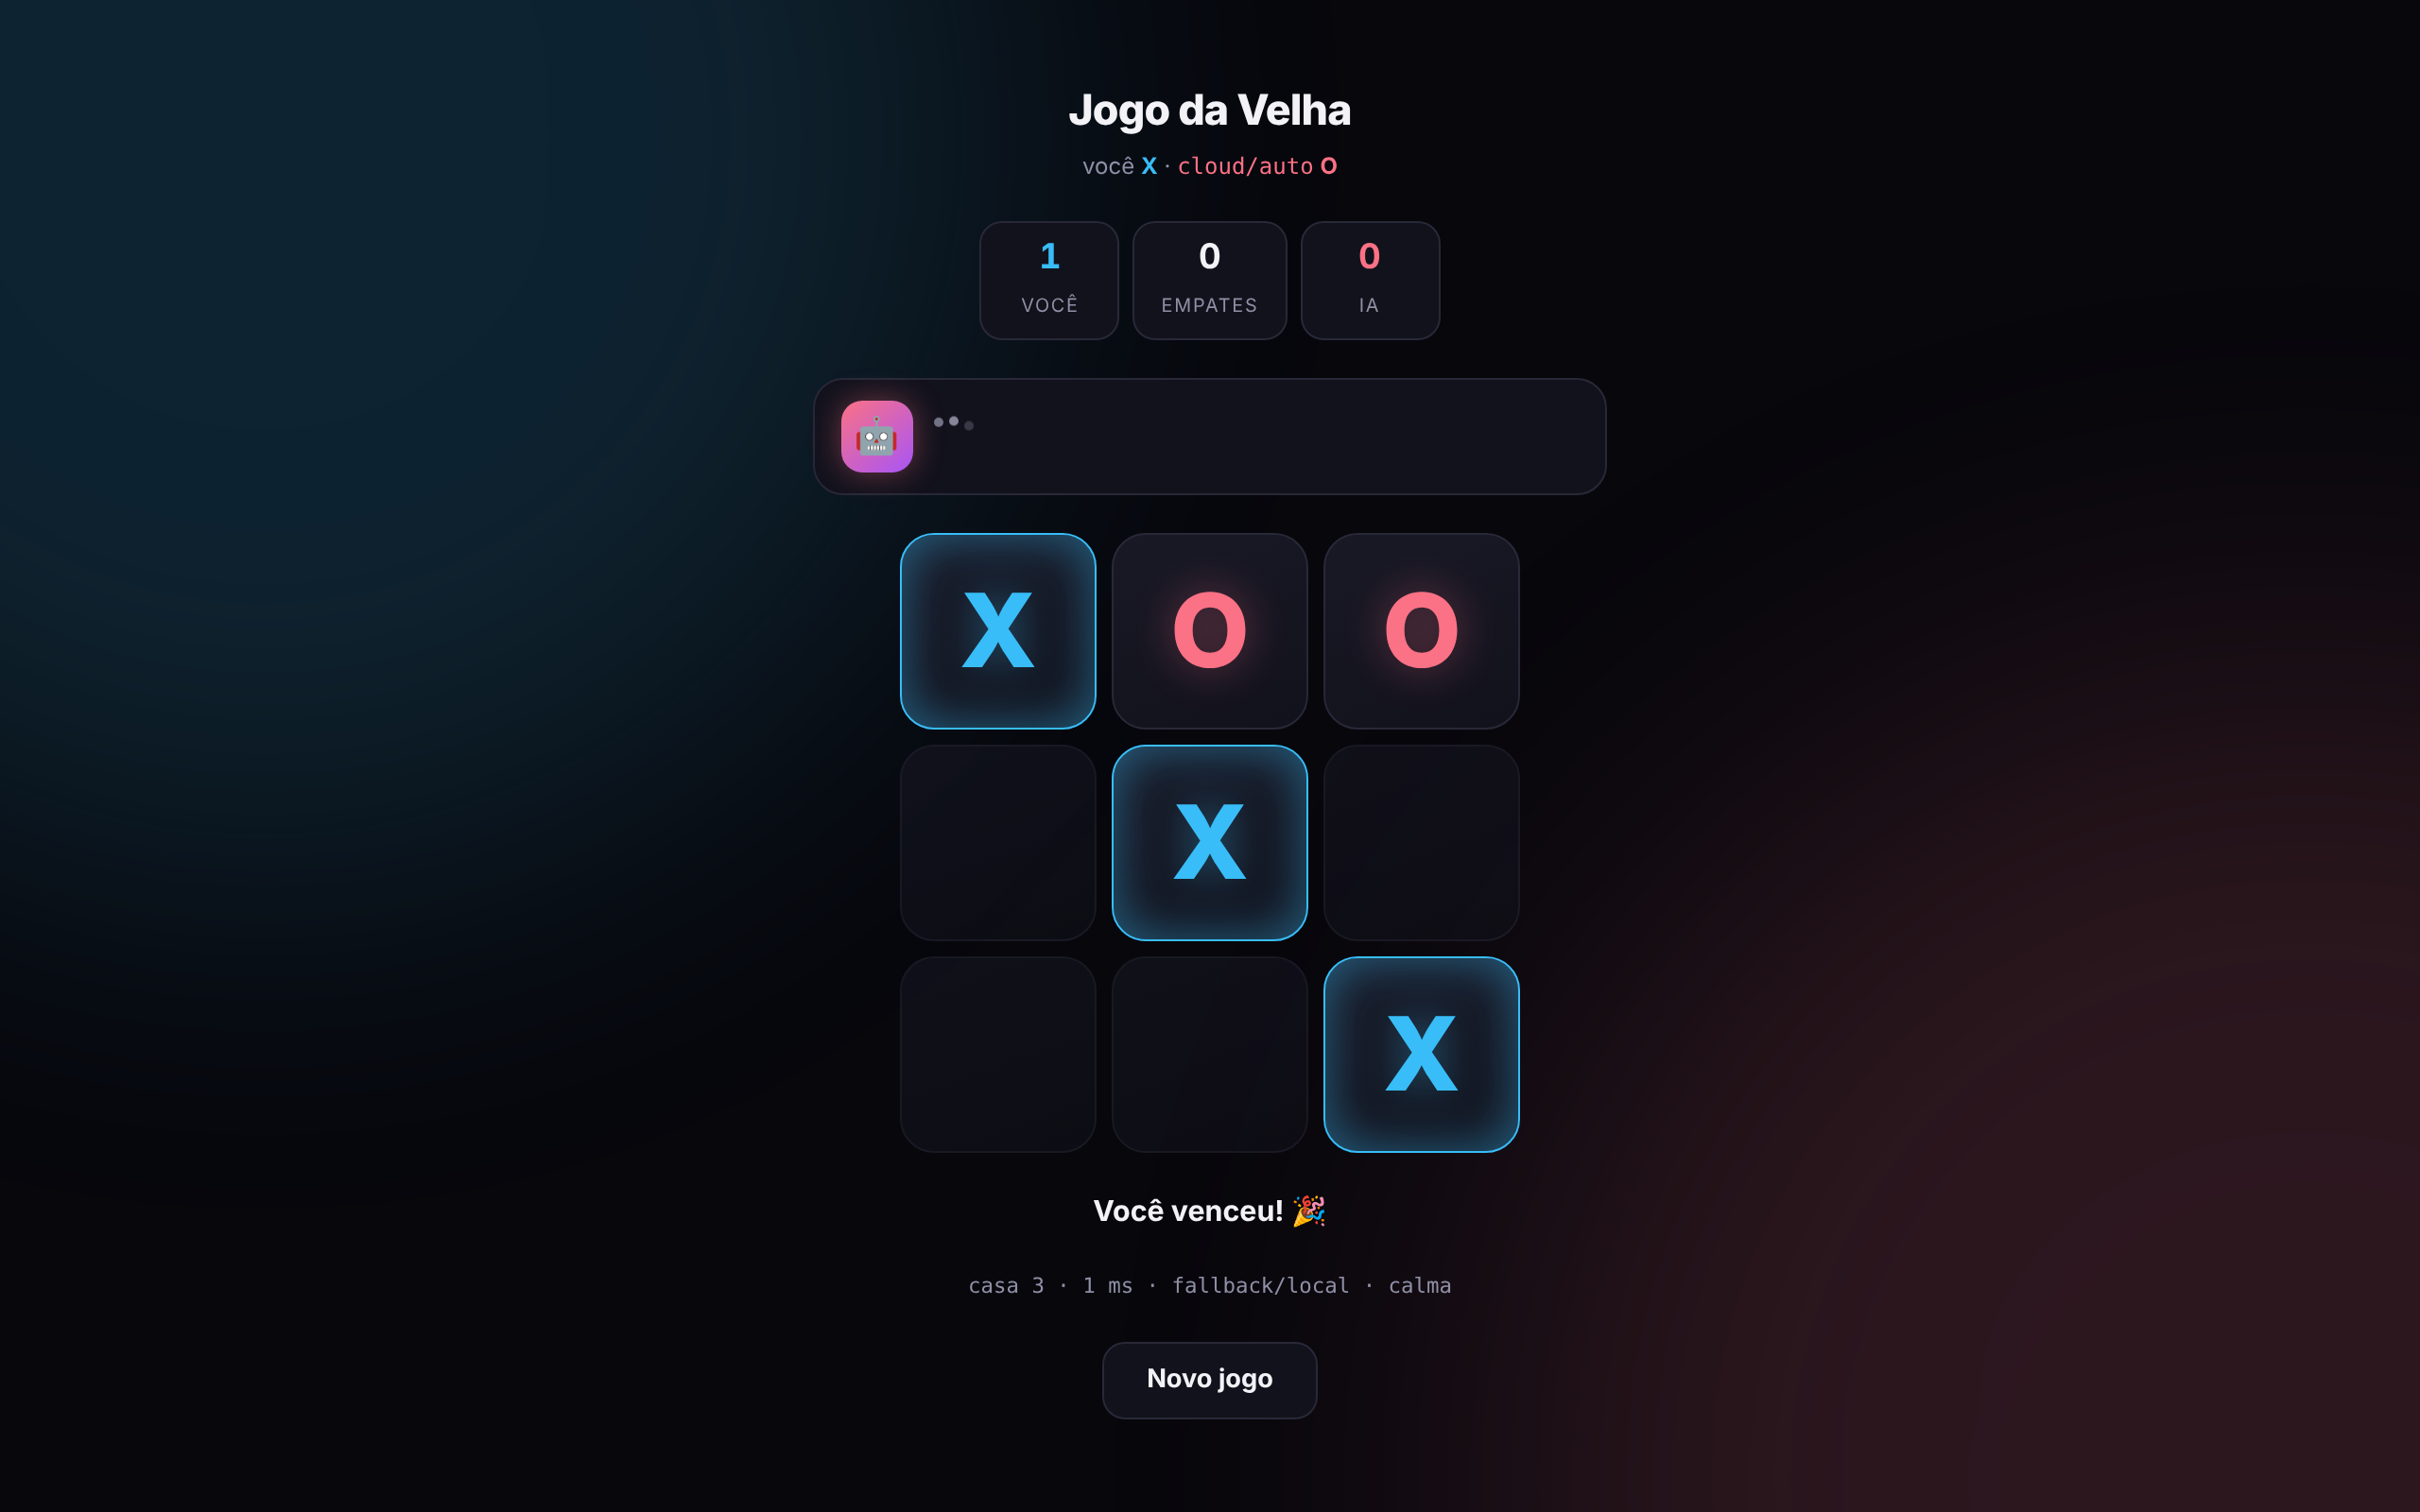 Jogo da Velha
você X · cloud/auto O
1 0 0
VOCÊ EMPATES IA
X O O
X
X
Você venceu! 🎉
casa 3 · 1 ms · fallback/local · calma
Novo jogo